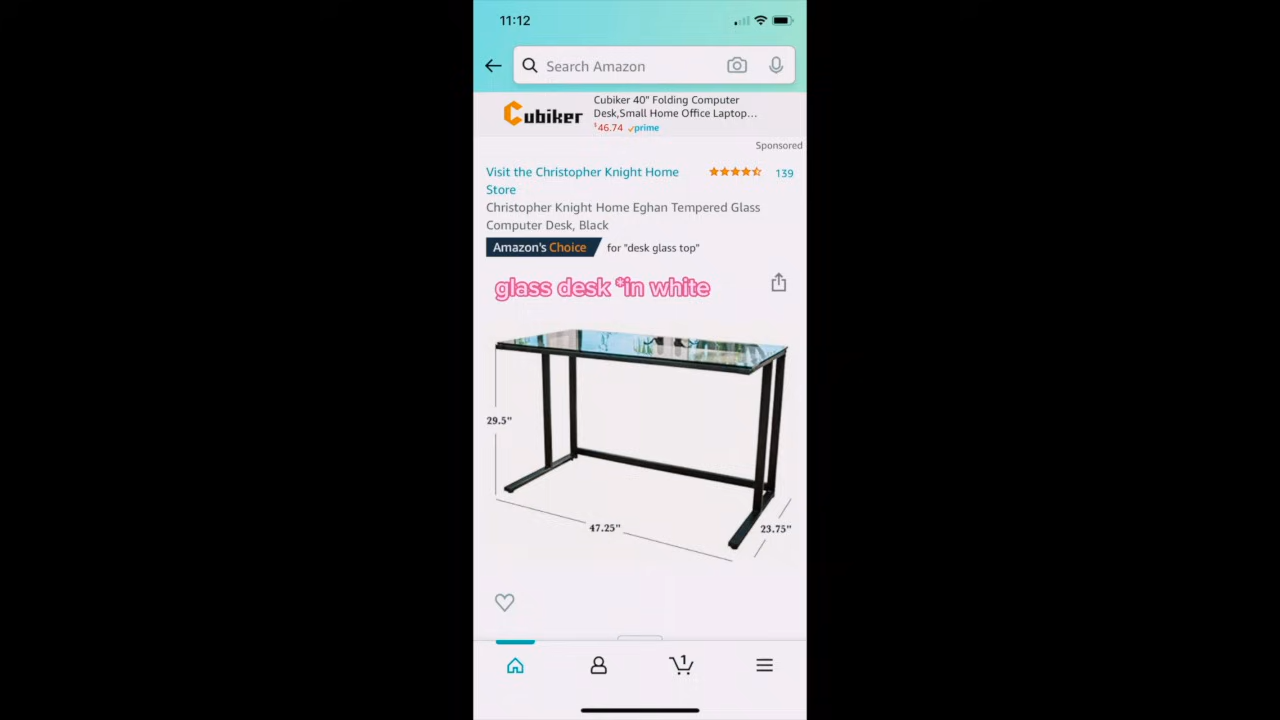 11:12
Search Amazon
Cubiker
Cubiker 40" Folding Computer
Desk,Small Home Office Laptop...
$46.74 prime
Sponsored
Visit the Christopher Knight Home
Store
139
Christopher Knight Home Eghan Tempered Glass
Computer Desk, Black
Amazon's Choice for "desk glass top"
glass desk *in white
29.5"
47.25"
23.75"
1